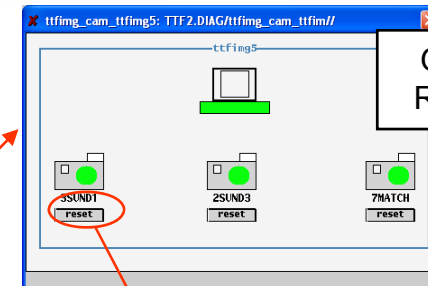 ttfimg_cam_ttfimg5: TTF2.DIAG/ttfimg_cam_ttfim//
ttfimg5
3SUND1 2SUND3 7MATCH
reset reset reset